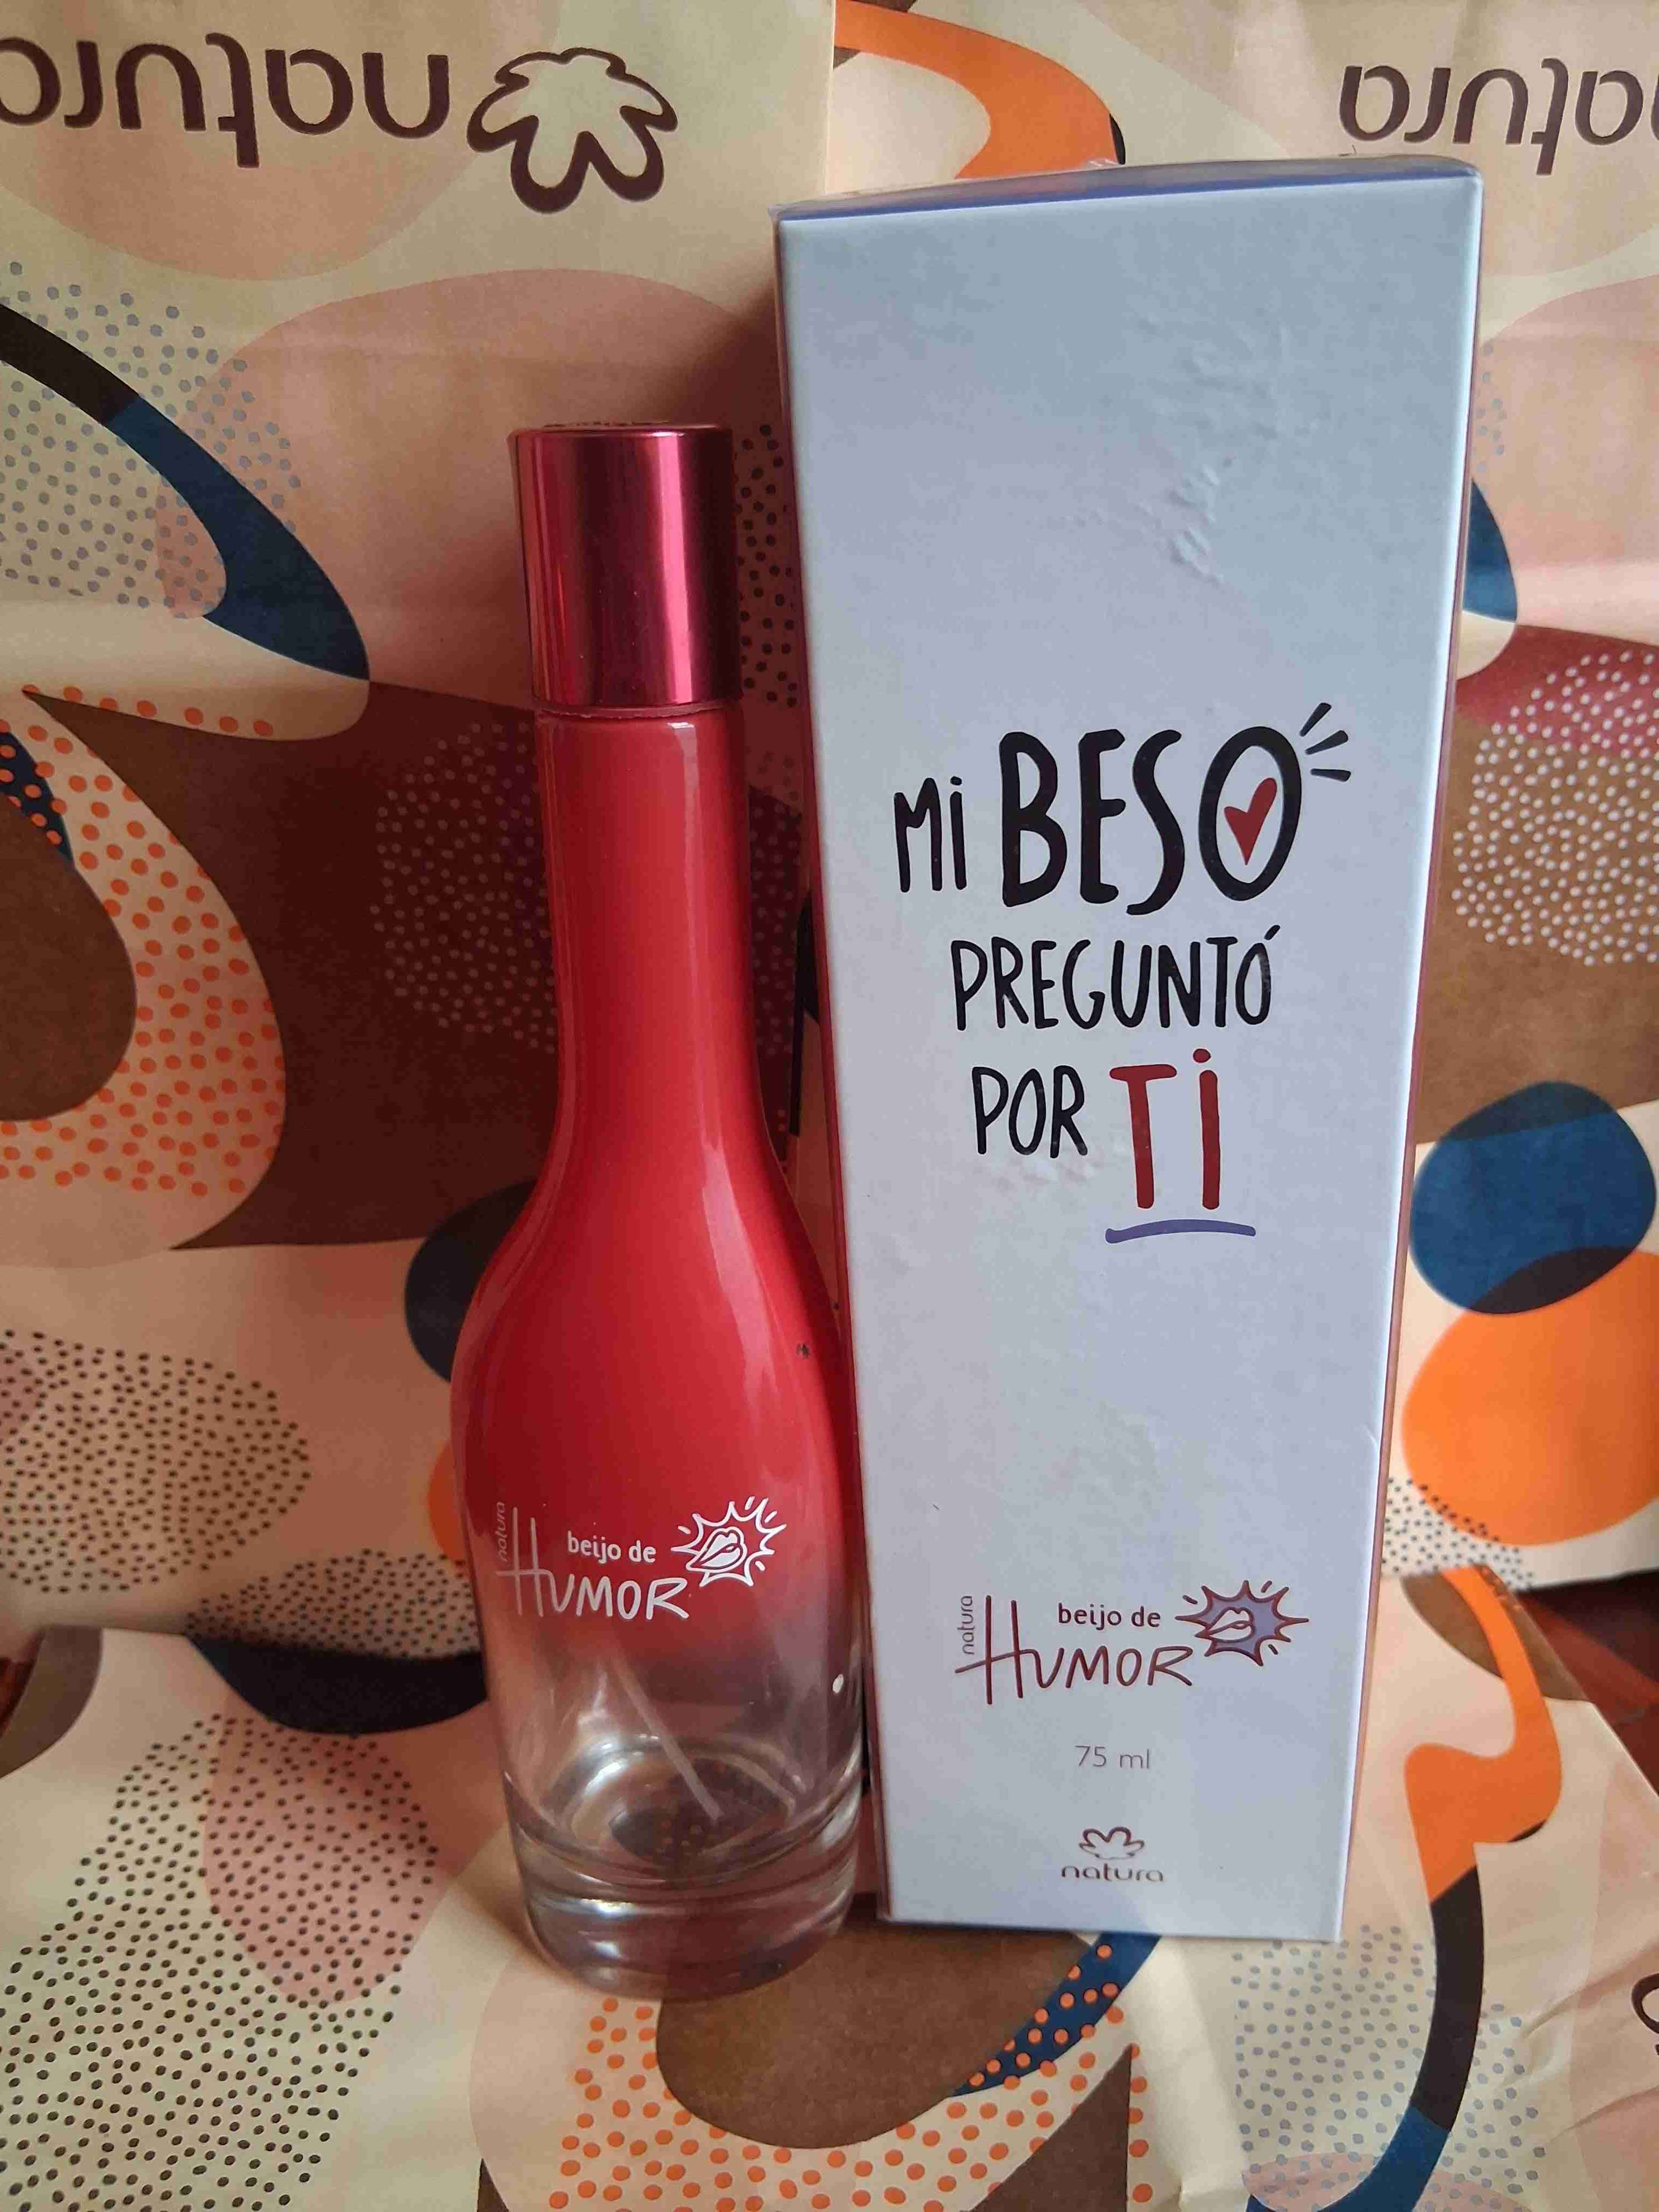 natura
natura
Mi BESO
PREGUNTÓ
POR Ti
natura
beijo de
HUMOR
natura
beijo de
HUMOR
75 ml
natura